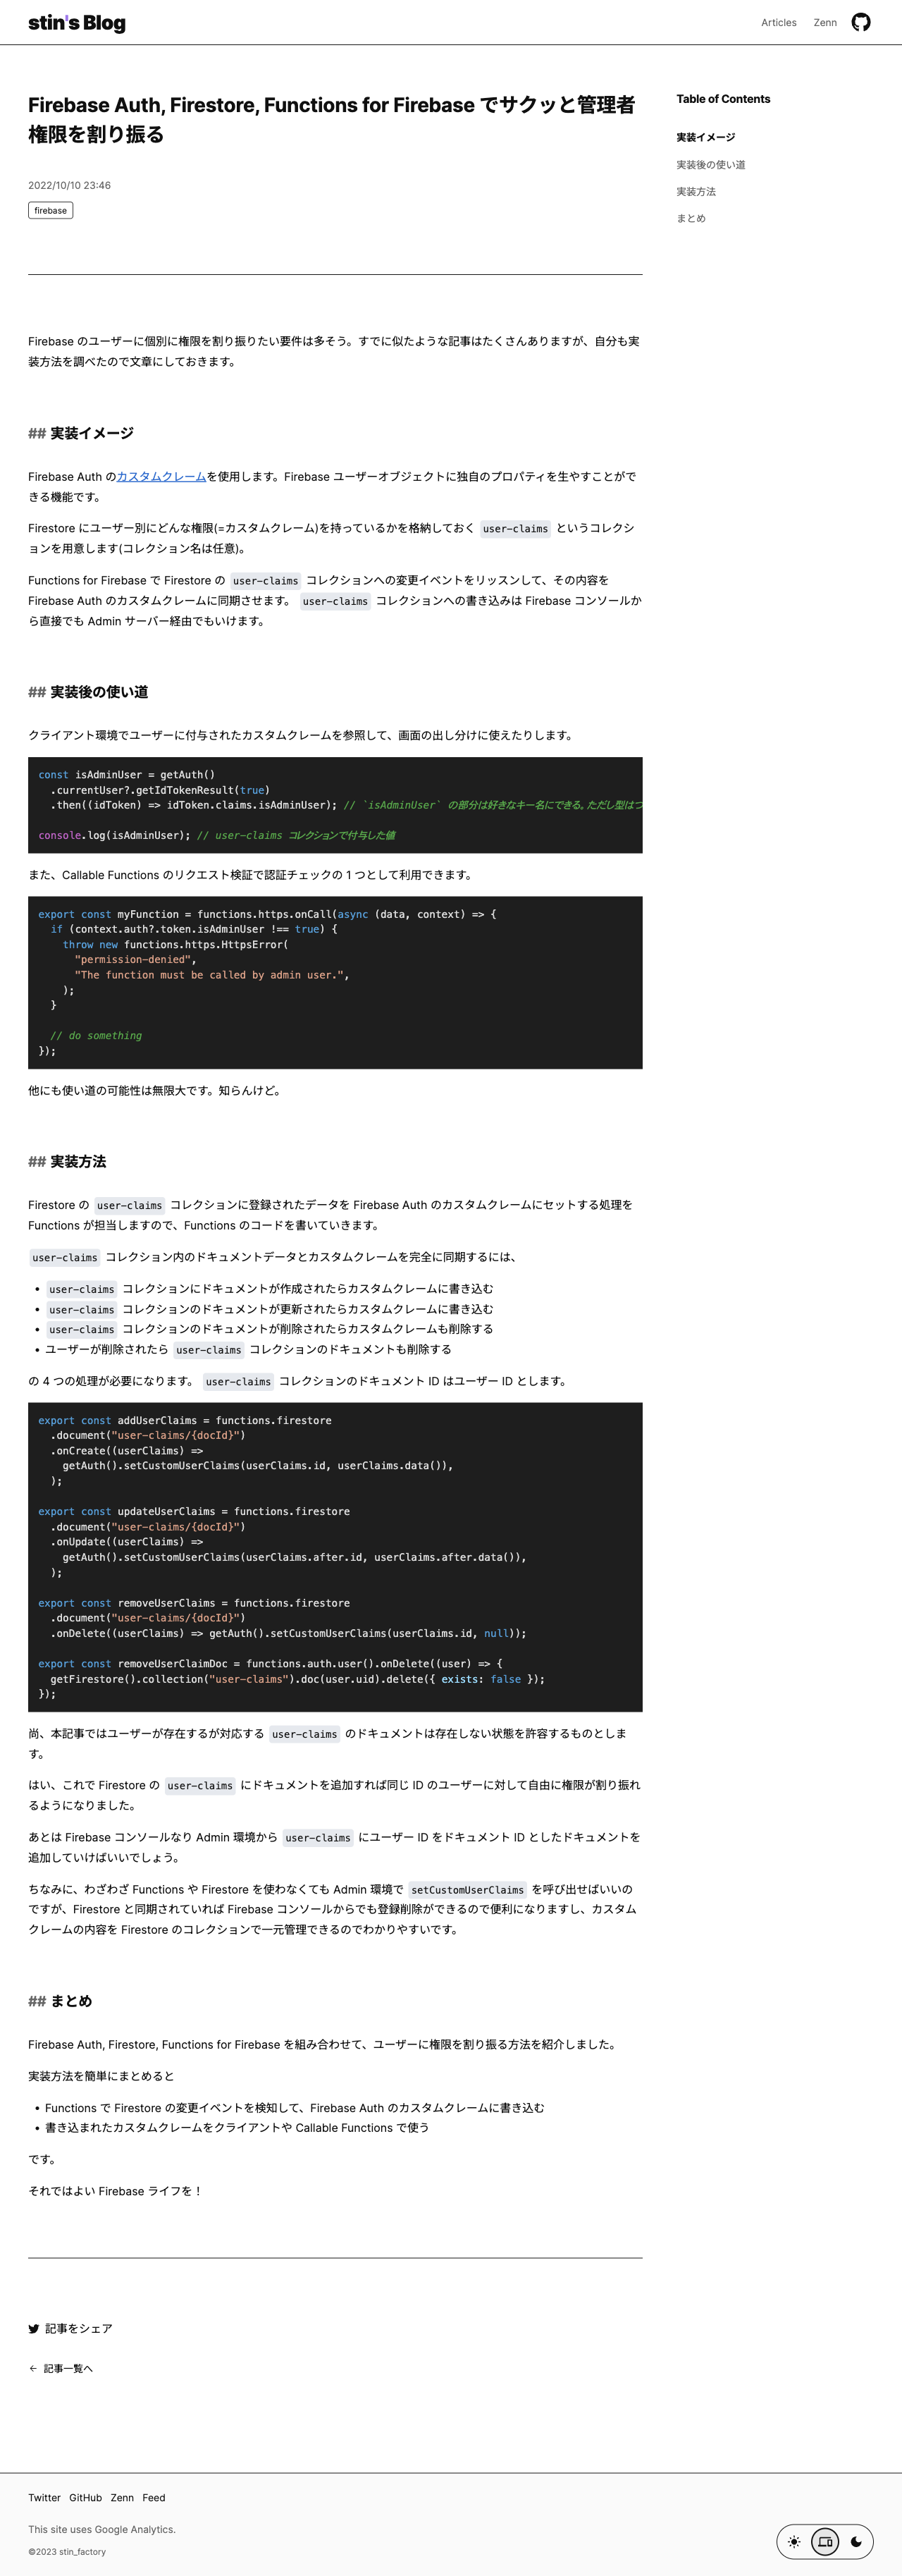 stin's Blog
Articles Zenn
Firebase Auth, Firestore, Functions for Firebase でサクッと管理者
権限を割り振る
2022/10/10 23:46
firebase
Table of Contents
実装イメージ
実装後の使い道
実装方法
まとめ
Firebase のユーザーに個別に権限を割り振りたい要件は多そう。すでに似たような記事はたくさんありますが、自分も実
装方法を調べたので文章にしておきます。
## 実装イメージ
Firebase Auth のカスタムクレームを使用します。Firebase ユーザーオブジェクトに独自のプロパティを生やすことがで
きる機能です。
Firestore にユーザー別にどんな権限(=カスタムクレーム)を持っているかを格納しておく user-claims というコレクシ
ョンを用意します(コレクション名は任意)。
Functions for Firebase で Firestore の user-claims コレクションへの変更イベントをリッスンして、その内容を
Firebase Auth のカスタムクレームに同期させます。 user-claims コレクションへの書き込みは Firebase コンソールか
ら直接でも Admin サーバー経由でもいけます。
## 実装後の使い道
クライアント環境でユーザーに付与されたカスタムクレームを参照して、画面の出し分けに使えたりします。
const isAdminUser = getAuth()
  .currentUser?.getIdTokenResult(true)
  .then((idToken) => idToken.claims.isAdminUser); // `isAdminUser` の部分は好きなキー名にできる。ただし型はつ
console.log(isAdminUser); // user-claims コレクションで付与した値
また、Callable Functions のリクエスト検証で認証チェックの 1 つとして利用できます。
export const myFunction = functions.https.onCall(async (data, context) => {
  if (context.auth?.token.isAdminUser !== true) {
    throw new functions.https.HttpsError(
      "permission-denied",
      "The function must be called by admin user.",
    );
  }
  // do something
});
他にも使い道の可能性は無限大です。知らんけど。
## 実装方法
Firestore の user-claims コレクションに登録されたデータを Firebase Auth のカスタムクレームにセットする処理を
Functions が担当しますので、Functions のコードを書いていきます。
user-claims コレクション内のドキュメントデータとカスタムクレームを完全に同期するには、
• user-claims コレクションにドキュメントが作成されたらカスタムクレームに書き込む
• user-claims コレクションのドキュメントが更新されたらカスタムクレームに書き込む
• user-claims コレクションのドキュメントが削除されたらカスタムクレームも削除する
• ユーザーが削除されたら user-claims コレクションのドキュメントも削除する
の 4 つの処理が必要になります。 user-claims コレクションのドキュメント ID はユーザー ID とします。
export const addUserClaims = functions.firestore
  .document("user-claims/{docId}")
  .onCreate((userClaims) =>
    getAuth().setCustomUserClaims(userClaims.id, userClaims.data()),
  );
export const updateUserClaims = functions.firestore
  .document("user-claims/{docId}")
  .onUpdate((userClaims) =>
    getAuth().setCustomUserClaims(userClaims.after.id, userClaims.after.data()),
  );
export const removeUserClaims = functions.firestore
  .document("user-claims/{docId}")
  .onDelete((userClaims) => getAuth().setCustomUserClaims(userClaims.id, null));
export const removeUserClaimDoc = functions.auth.user().onDelete((user) => {
  getFirestore().collection("user-claims").doc(user.uid).delete({ exists: false });
});
尚、本記事ではユーザーが存在するが対応する user-claims のドキュメントは存在しない状態を許容するものとしま
す。
はい、これで Firestore の user-claims にドキュメントを追加すれば同じ ID のユーザーに対して自由に権限が割り振れ
るようになりました。
あとは Firebase コンソールなり Admin 環境から user-claims にユーザー ID をドキュメント ID としたドキュメントを
追加していけばいいでしょう。
ちなみに、わざわざ Functions や Firestore を使わなくても Admin 環境で setCustomUserClaims を呼び出せばいいの
ですが、Firestore と同期されていれば Firebase コンソールからでも登録削除ができるので便利になりますし、カスタム
クレームの内容を Firestore のコレクションで一元管理できるのでわかりやすいです。
## まとめ
Firebase Auth, Firestore, Functions for Firebase を組み合わせて、ユーザーに権限を割り振る方法を紹介しました。
実装方法を簡単にまとめると
• Functions で Firestore の変更イベントを検知して、Firebase Auth のカスタムクレームに書き込む
• 書き込まれたカスタムクレームをクライアントや Callable Functions で使う
です。
それではよい Firebase ライフを！
記事をシェア
← 記事一覧へ
Twitter GitHub Zenn Feed
This site uses Google Analytics.
©2023 stin_factory